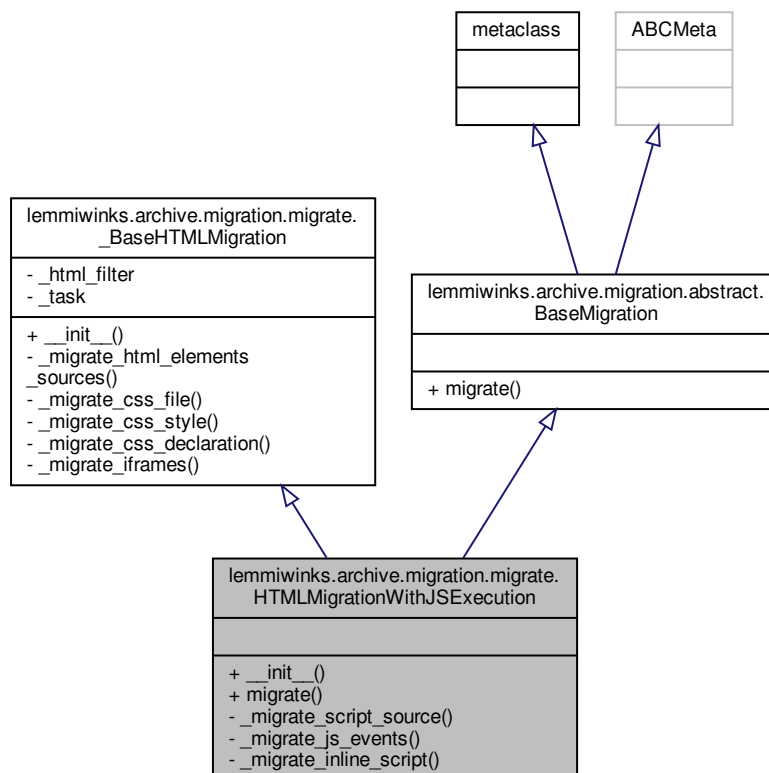 metaclass
ABCMeta
lemmiwinks.archive.migration.migrate.
_BaseHTMLMigration
- _html_filter
- _task
+ __init__()
- _migrate_html_elements
_sources()
- _migrate_css_file()
- _migrate_css_style()
- _migrate_css_declaration()
- _migrate_iframes()
lemmiwinks.archive.migration.abstract.
BaseMigration
+ migrate()
lemmiwinks.archive.migration.migrate.
HTMLMigrationWithJSExecution
+ __init__()
+ migrate()
- _migrate_script_source()
- _migrate_js_events()
- _migrate_inline_script()